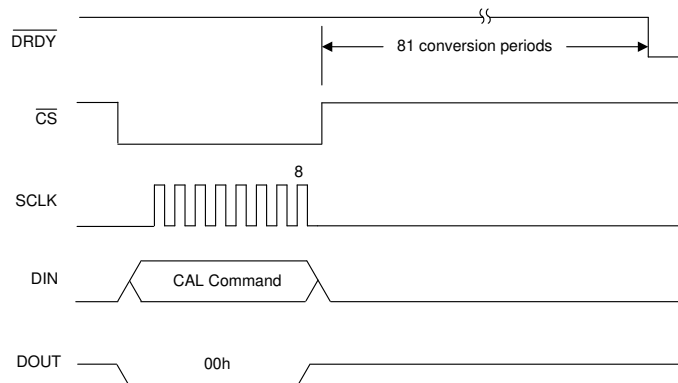 DRDY
81 conversion periods
CS
8
SCLK
DIN
CAL Command
DOUT
00h